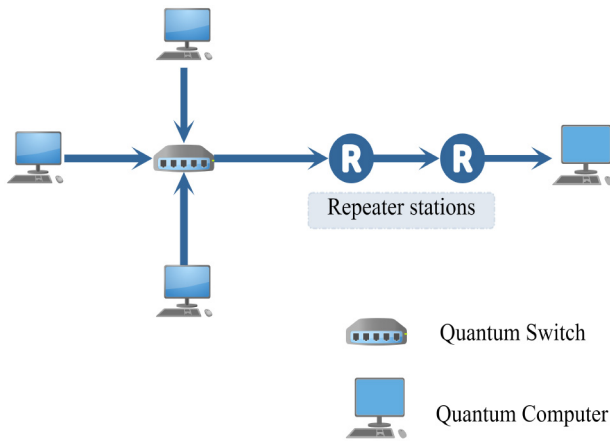 R
R
Repeater stations
Quantum Switch
Quantum Computer